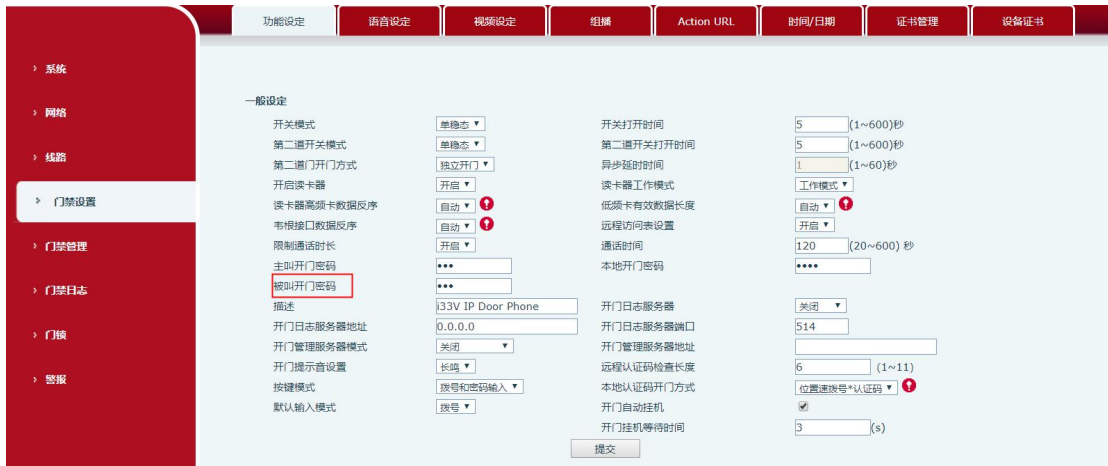 功能设定 语音设定 视频设定 组播 Action URL 时间/日期 证书管理 设备证书
› 系统
› 网络
› 线路
› 门禁设置
› 门禁管理
› 门禁日志
› 门锁
› 警报
一般设定
开关模式 单稳态 开关打开时间 5 (1~600)秒
第二道开关模式 单稳态 第二道开关打开时间 5 (1~600)秒
第二道门开门方式 独立开门 异步延时时间 1 (1~60)秒
开启读卡器 开启 读卡器工作模式 工作模式
读卡器高频卡数据反序 自动 低频卡有效数据长度 自动
韦根接口数据反序 自动 远程访问表设置 开启
限制通话时长 开启 通话时间 120 (20~600) 秒
主叫开门密码 ••• 本地开门密码 ••••
被叫开门密码 •••
描述 i33V IP Door Phone 开门日志服务器 关闭
开门日志服务器地址 0.0.0.0 开门日志服务器端口 514
开门管理服务器模式 关闭 开门管理服务器地址
开门提示音设置 长鸣 远程认证码检查长度 6 (1~11)
按键模式 拨号和密码输入 本地认证码开门方式 位置速拨号*认证码
默认输入模式 拨号 开门自动挂机
开门挂机等待时间 3 (s)
提交